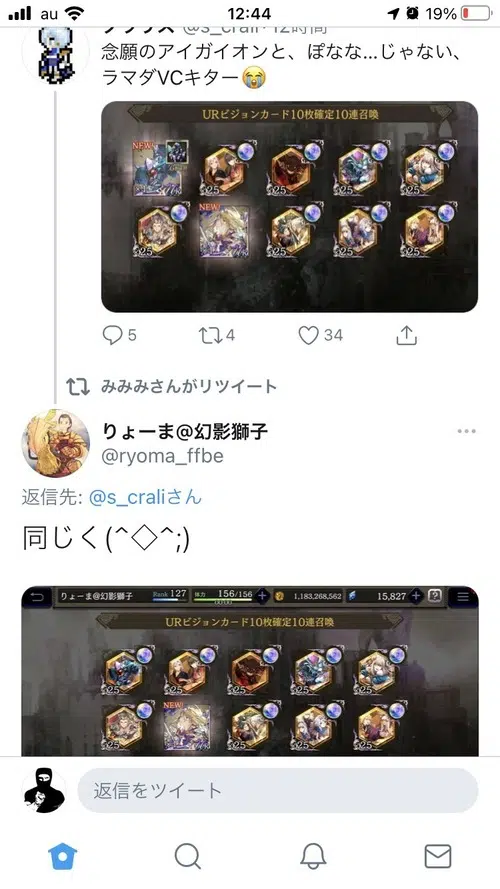 au 12:44 19%
@s_crali・12時間
念願のアイガイオンと、ぽなな...じゃない、
ラマダVCキター😭
URビジョンカード10枚確定10連召喚
NEW!
25 25 25 25
NEW!
25 25 25 25
5 4 34
みみみさんがリツイート
りょーま@幻影獅子
@ryoma_ffbe
返信先: @s_craliさん
同じく(^◇^;)
りょーま@幻影獅子 Rank 127 体力 156/156 1,183,268,562 15,827 ?
URビジョンカード10枚確定10連召喚
25 25 25 25 25
NEW!
25 25 25 25
返信をツイート